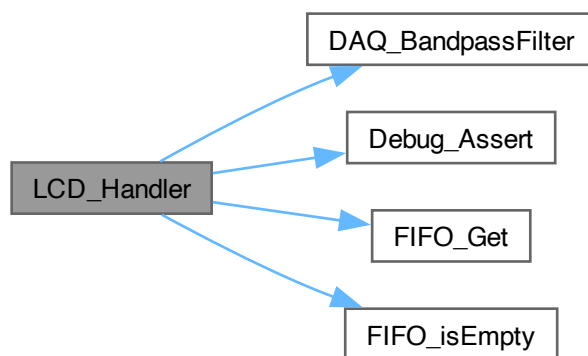 DAQ_BandpassFilter
Debug_Assert
LCD_Handler
FIFO_Get
FIFO_isEmpty